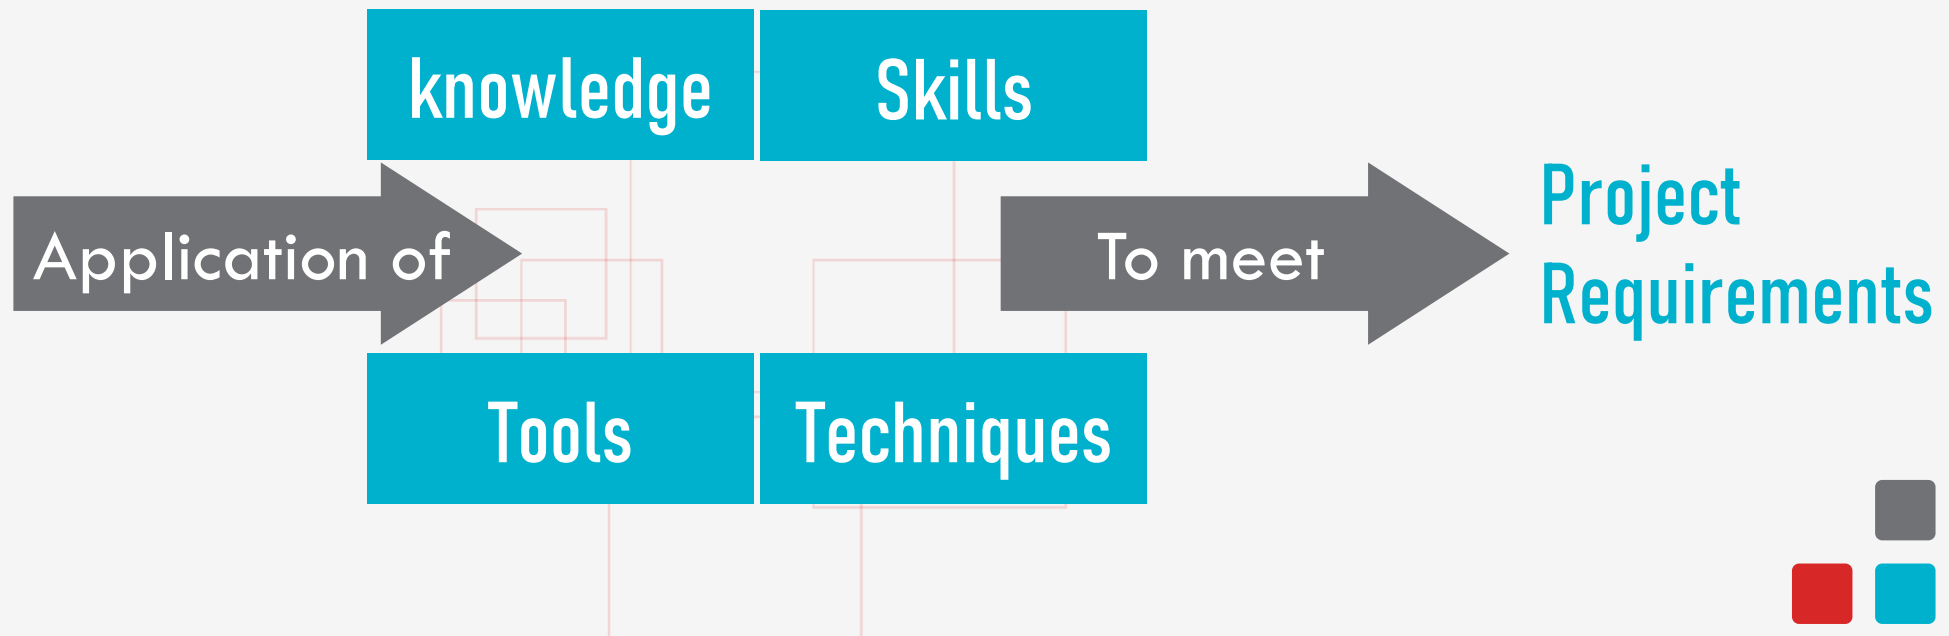 knowledge
Skills
Application of
To meet
Project
Requirements
Tools
Techniques